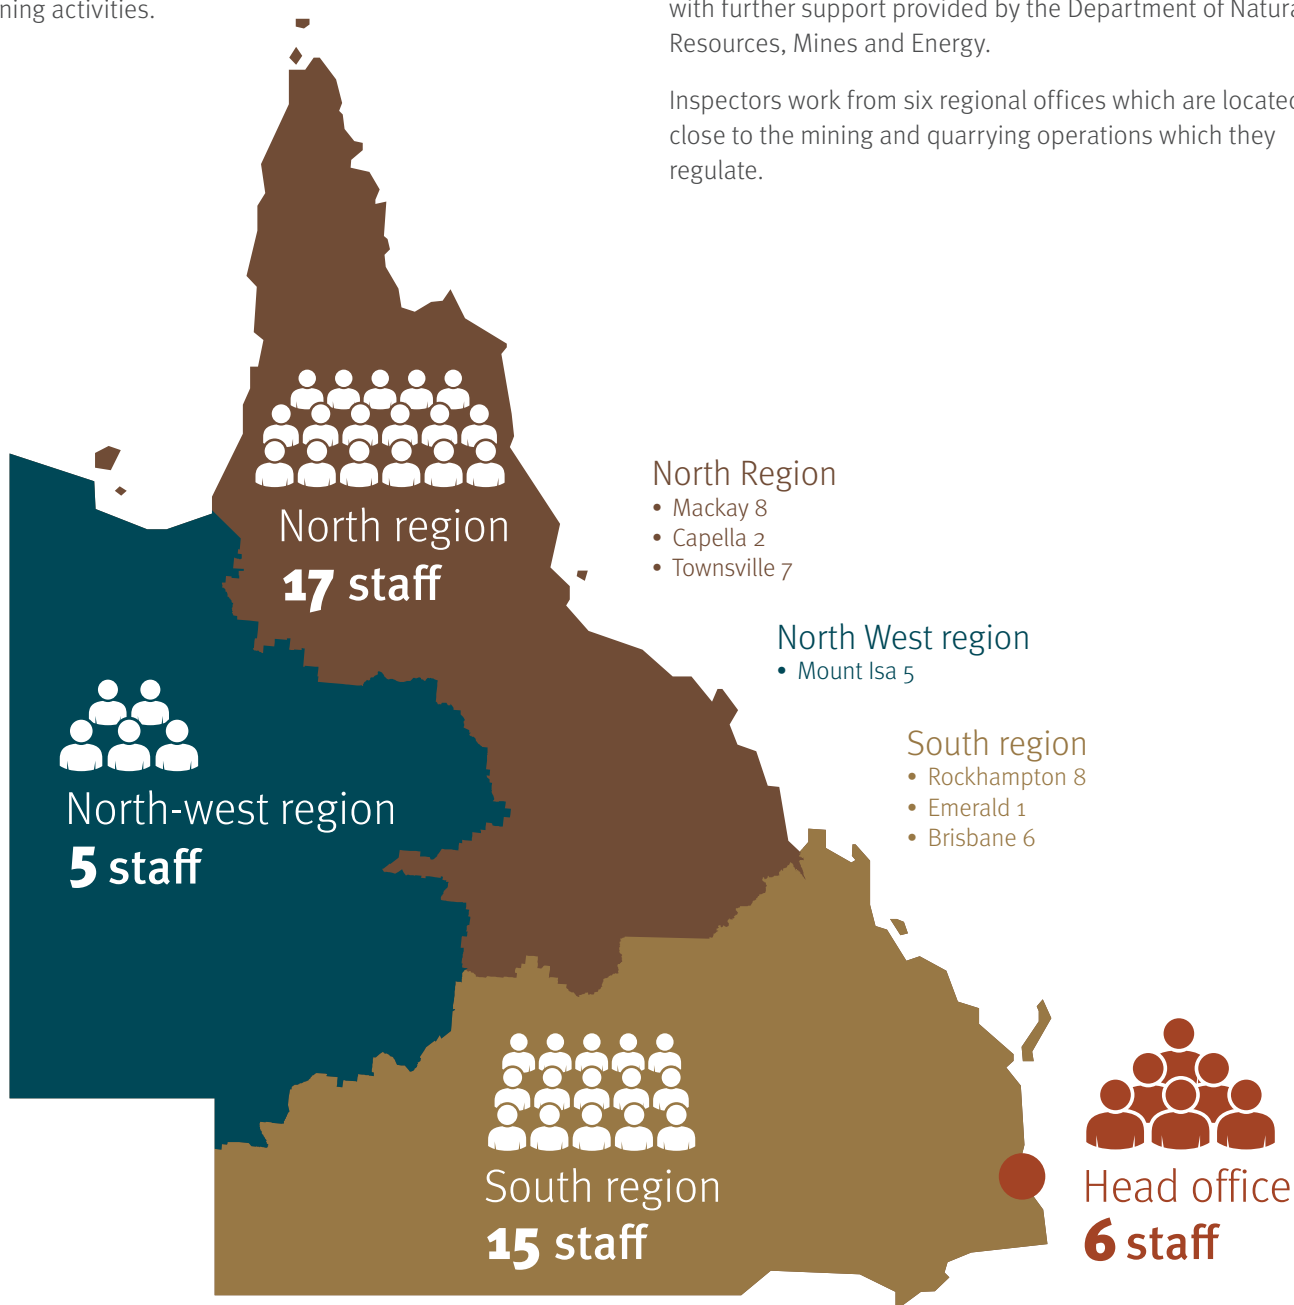 ning activities.
with further support provided by the Department of Natura
Resources, Mines and Energy.
Inspectors work from six regional offices which are located
close to the mining and quarrying operations which they
regulate.
North Region
• Mackay 8
• Capella 2
• Townsville 7
North region
17 staff
North West region
• Mount Isa 5
South region
• Rockhampton 8
• Emerald 1
• Brisbane 6
North-west region
5 staff
South region
15 staff
Head office
6 staff